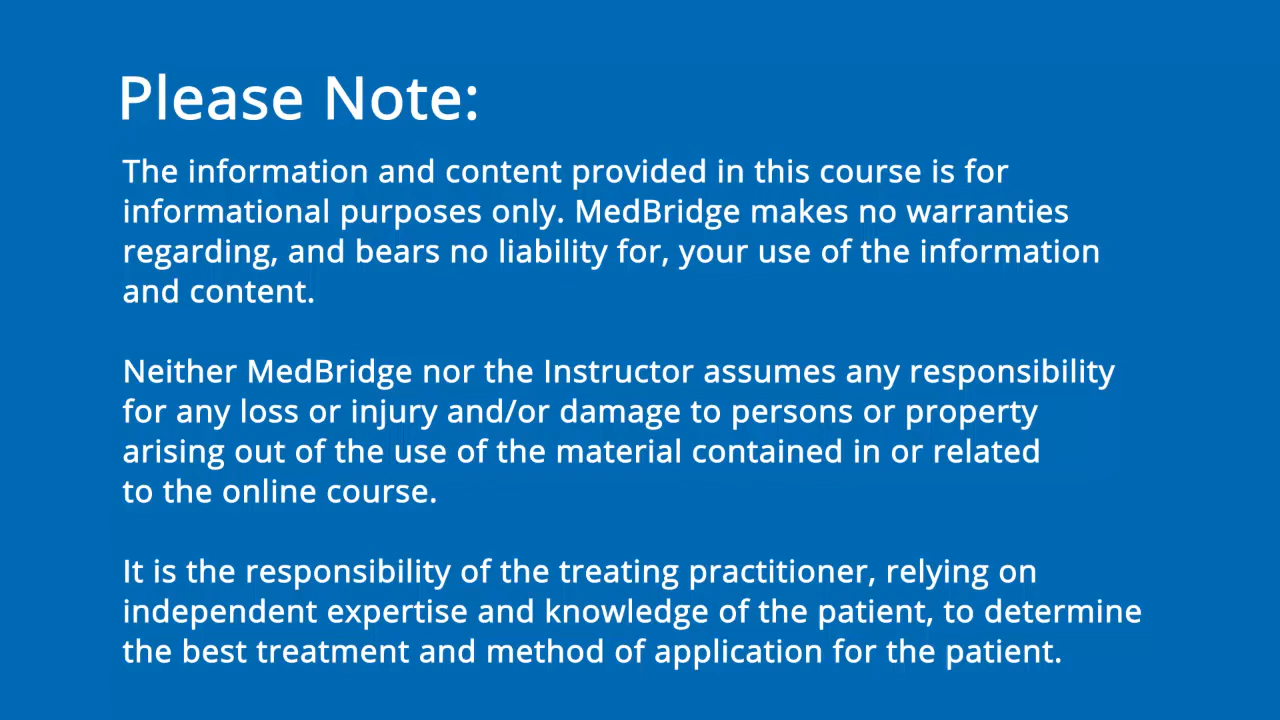 Please Note:
The information and content provided in this course is for
informational purposes only. MedBridge makes no warranties
regarding, and bears no liability for, your use of the information
and content.
Neither MedBridge nor the Instructor assumes any responsibility
for any loss or injury and/or damage to persons or property
arising out of the use of the material contained in or related
to the online course.
It is the responsibility of the treating practitioner, relying on
independent expertise and knowledge of the patient, to determine
the best treatment and method of application for the patient.